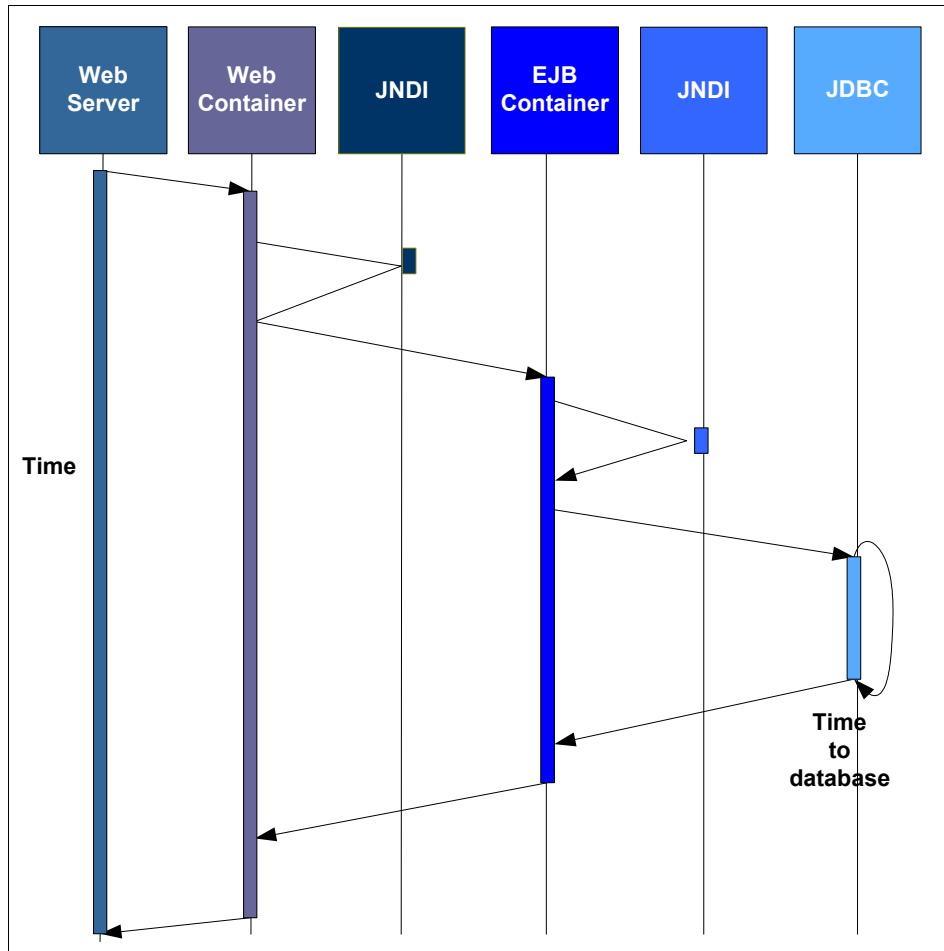 Web
Server
Web
Container
JNDI
EJB
Container
JNDI
JDBC
Time
Time
to
database